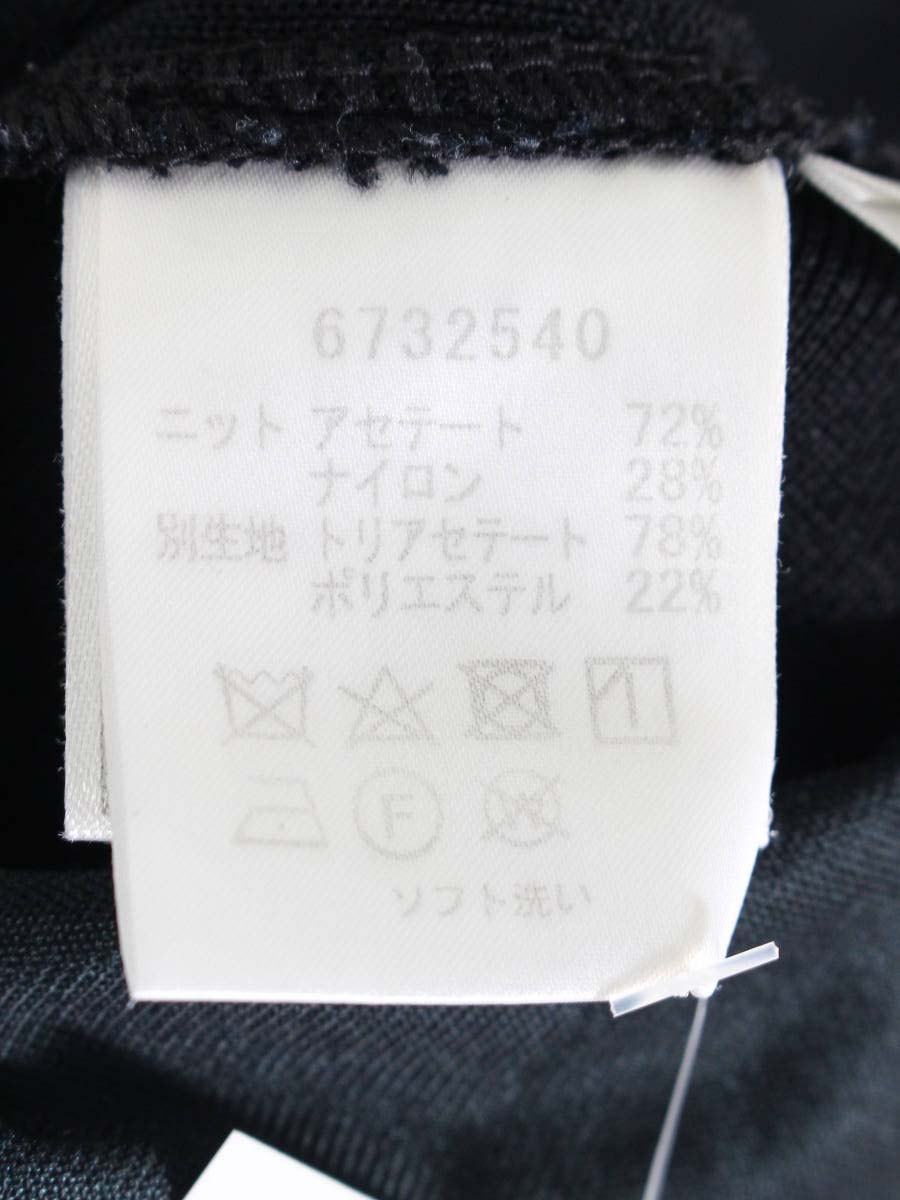 6732540
ニット アセテート 72%
ナイロン 28%
別生地 トリアセテート 78%
ポリエステル 22%
F W
ソフト洗い